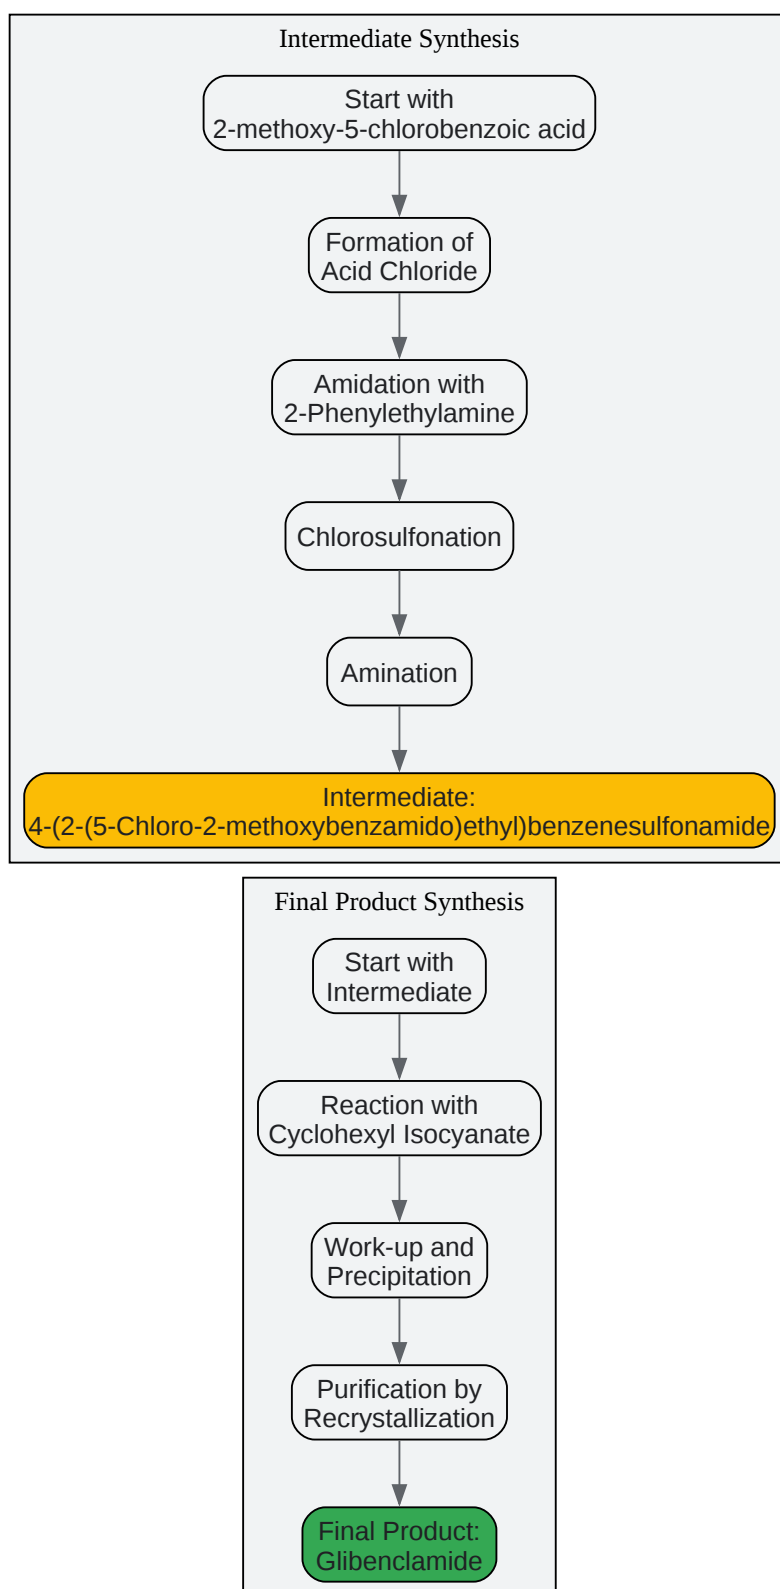 Intermediate Synthesis
Start with
2-methoxy-5-chlorobenzoic acid
Formation of
Acid Chloride
Amidation with
2-Phenylethylamine
Chlorosulfonation
Amination
Intermediate:
4-(2-(5-Chloro-2-methoxybenzamido)ethyl)benzenesulfonamide
Final Product Synthesis
Start with
Intermediate
Reaction with
Cyclohexyl Isocyanate
Work-up and
Precipitation
Purification by
Recrystallization
Final Product:
Glibenclamide